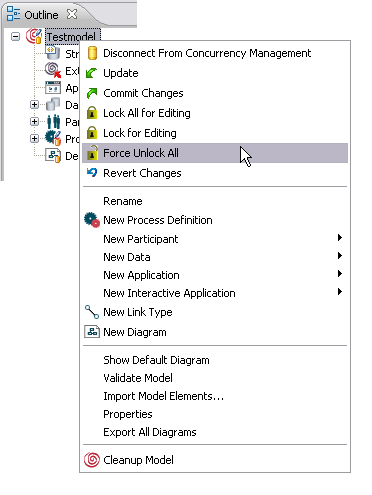 Outline
Testmodel
Str
Ext
App
Da
Par
Pro
De
Disconnect From Concurrency Management
Update
Commit Changes
Lock All for Editing
Lock for Editing
Force Unlock All
Revert Changes
Rename
New Process Definition
New Participant
New Data
New Application
New Interactive Application
New Link Type
New Diagram
Show Default Diagram
Validate Model
Import Model Elements...
Properties
Export All Diagrams
Cleanup Model